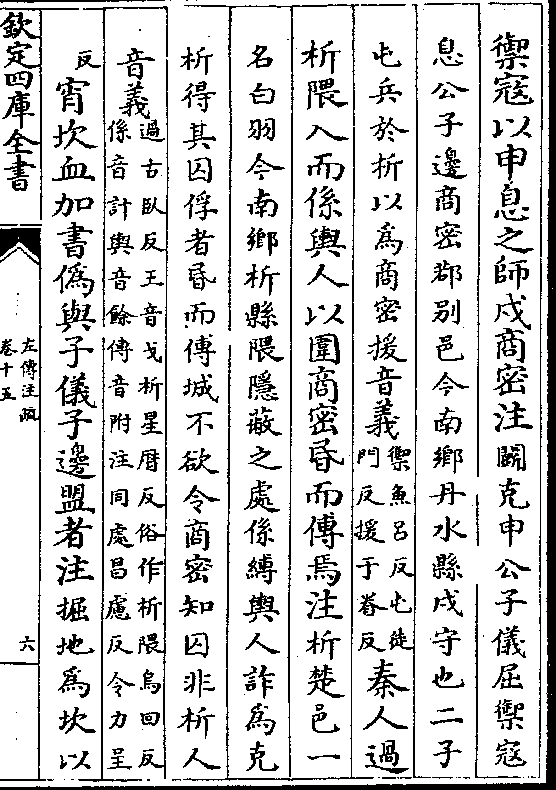 禦寇以申息之師戍商密注鬭克申公子儀屈禦寇
息公子邊商密鄀別邑今南鄉丹水縣戍守也二子
屯兵於析以為商密援音義禦魚呂反屯徒門反援于眷反秦人過
析隈入而係輿人以圍商密昏而傅焉注析楚邑一
名白羽今南鄉析縣隈隱蔽之處係縛輿人詐為克
析得其囚俘者昏而傅城不欲令商密知囚非析人
音義過古臥反王音戈析星厯反俗作析隈烏回反係音計輿音餘傅音附注同處昌慮反令力呈
反宵坎血加書偽與子儀子邊盟者注掘地為坎以
欽定四庫全書
左傳注疏
卷十五
六